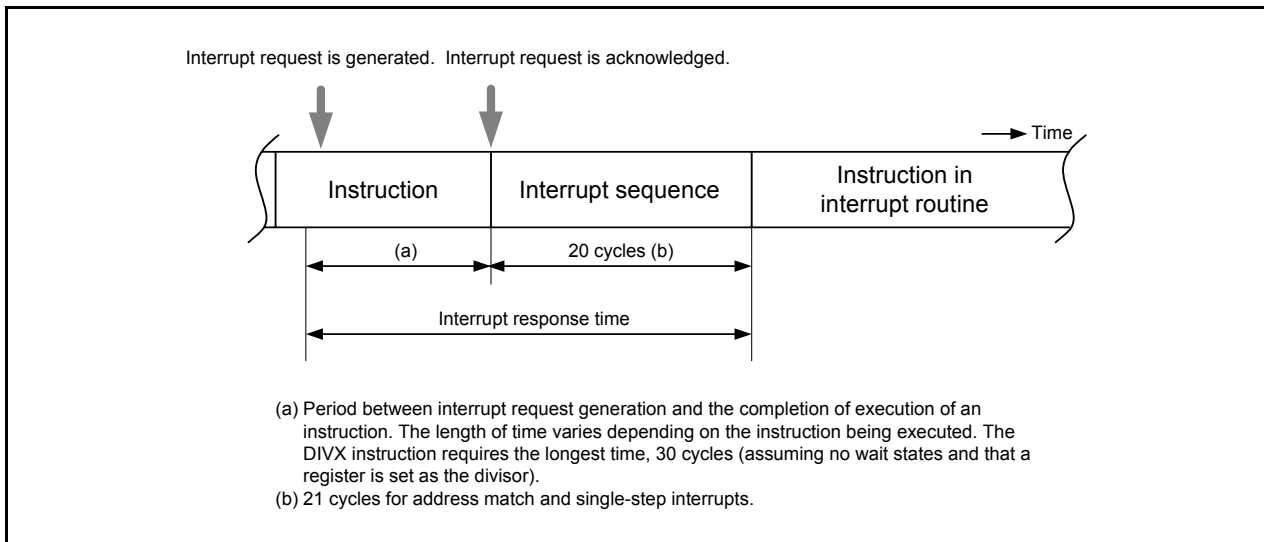 Interrupt request is generated. Interrupt request is acknowledged.
Time
Instruction
Interrupt sequence
Instruction in
interrupt routine
(a)
20 cycles (b)
Interrupt response time
(a) Period between interrupt request generation and the completion of execution of an
instruction. The length of time varies depending on the instruction being executed. The
DIVX instruction requires the longest time, 30 cycles (assuming no wait states and that a
register is set as the divisor).
(b) 21 cycles for address match and single-step interrupts.